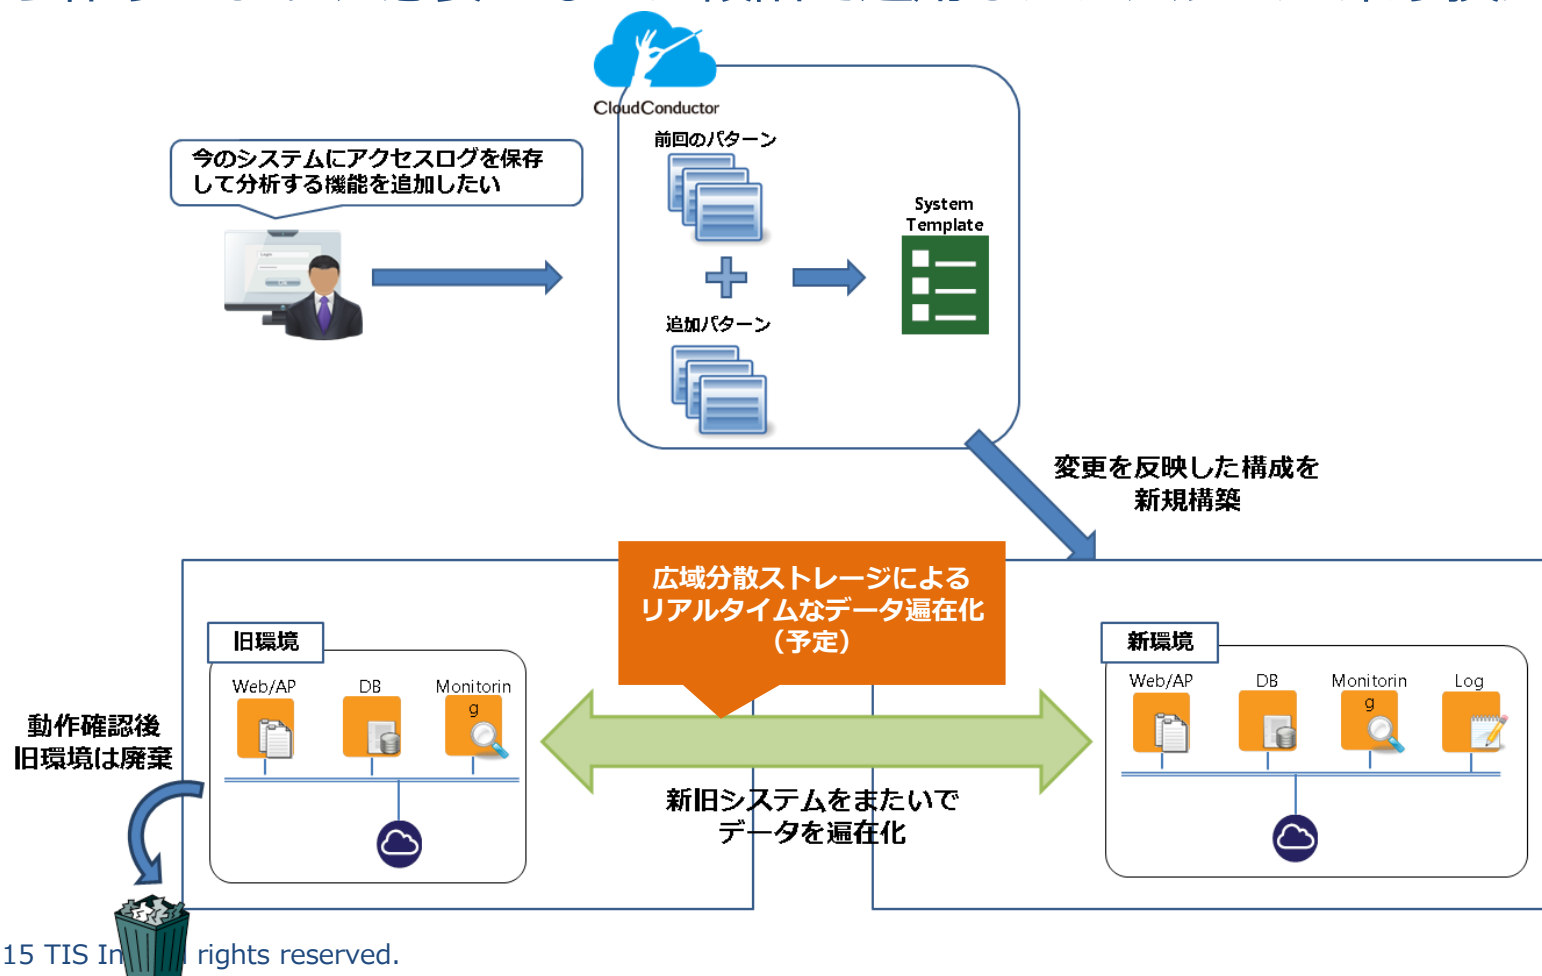 CloudConductor
前回のパターン
今のシステムにアクセスログを保存
して分析する機能を追加したい
System
Template
Login
追加パターン
変更を反映した構成を
新規構築
広域分散ストレージによる
リアルタイムなデータ遍在化
（予定）
旧環境
Web/AP
DB
Monitorin
g
新環境
Web/AP
DB
Monitorin
g
Log
動作確認後
旧環境は廃棄
新旧システムをまたいで
データを遍在化
15 TIS In rights reserved.